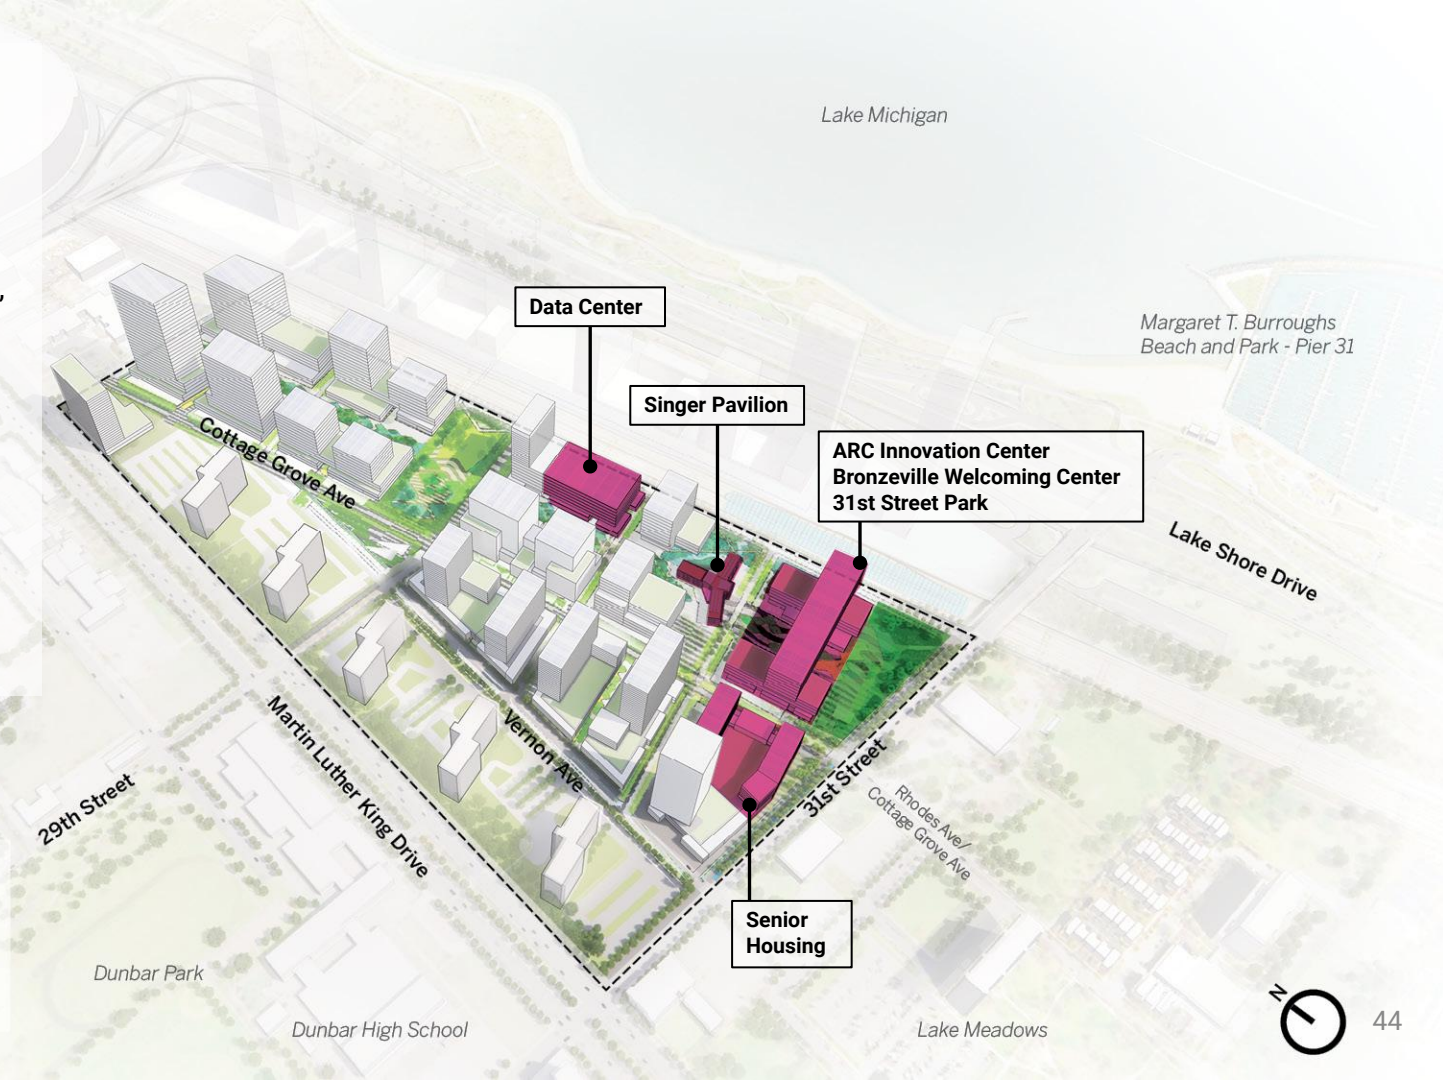 Lake Michigan
Data Center
Margaret T. Burroughs
Beach and Park - Pier 31
Singer Pavilion
ARC Innovation Center
Bronzeville Welcoming Center
31st Street Park
Cottage Grove Ave
Lake Shore Drive
Martin Luther King Drive
Vernon Ave
29th Street
31st Street
Rhodes Ave/
Cottage Grove Ave
Senior
Housing
Dunbar Park
Dunbar High School
Lake Meadows
N
44